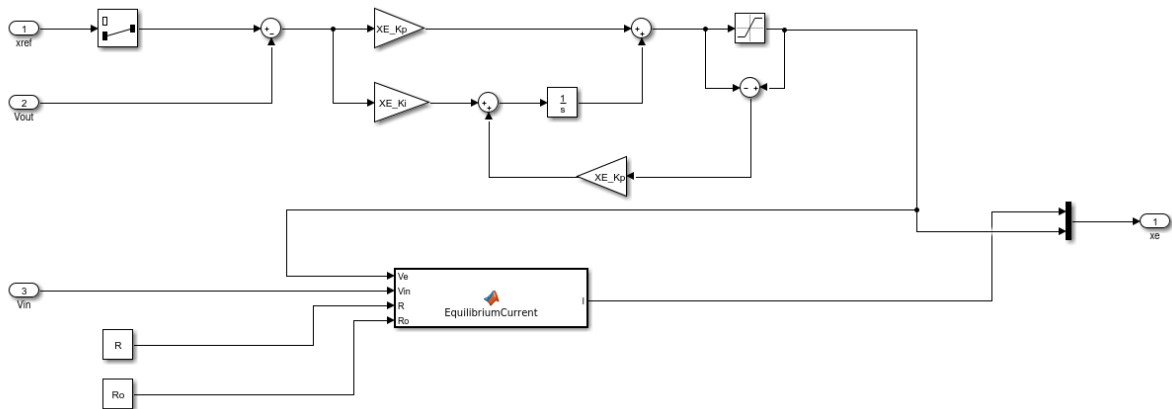 1
xref
XE_Kp
2
Vout
XE_Ki
1
s
XE_Kp
3
Vin
Ve
Vin
R
Ro
EquilibriumCurrent
I
R
Ro
1
xe